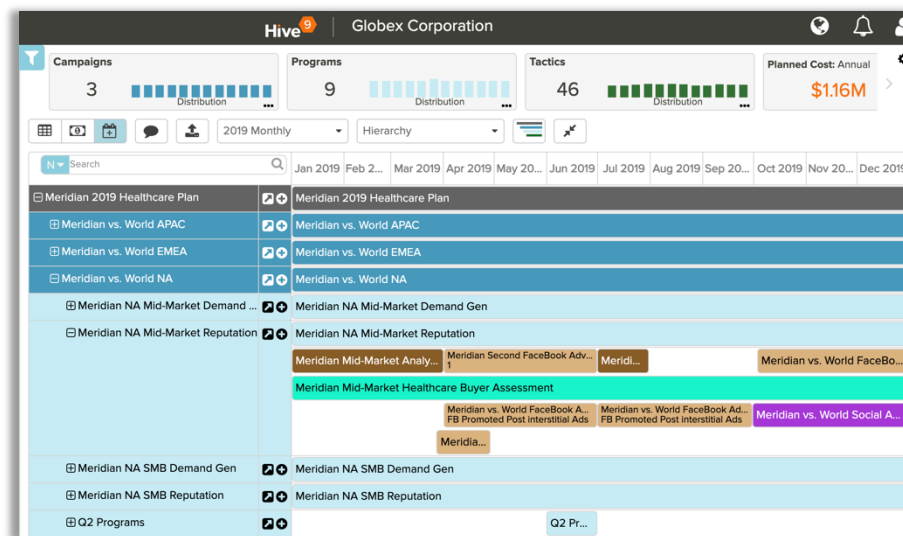 Hive9
Globex Corporation
Campaigns
3
Distribution
Programs
9
Distribution
Tactics
46
Distribution
Planned Cost: Annual
$1.16M
2019 Monthly
Hierarchy
N
Search
Jan 2019 Feb 2... Mar 2019 Apr 2019 May 20... Jun 2019 Jul 2019 Aug 2019 Sep 20... Oct 2019 Nov 20... Dec 2019
Meridian 2019 Healthcare Plan
Meridian 2019 Healthcare Plan
Meridian vs. World APAC
Meridian vs. World APAC
Meridian vs. World EMEA
Meridian vs. World EMEA
Meridian vs. World NA
Meridian vs. World NA
Meridian NA Mid-Market Demand ...
Meridian NA Mid-Market Demand Gen
Meridian NA Mid-Market Reputation
Meridian NA Mid-Market Reputation
Meridian Mid-Market Analy...
Meridian Second FaceBook Adv...
1
Meridi...
Meridian vs. World FaceBo...
Meridian Mid-Market Healthcare Buyer Assessment
Meridian vs. World FaceBook A...
FB Promoted Post interstitial Ads
Meridian vs. World FaceBook Ad...
FB Promoted Post interstitial Ads
Meridian vs. World Social A...
Meridia...
Meridian NA SMB Demand Gen
Meridian NA SMB Demand Gen
Meridian NA SMB Reputation
Meridian NA SMB Reputation
Q2 Programs
Q2 Pr...